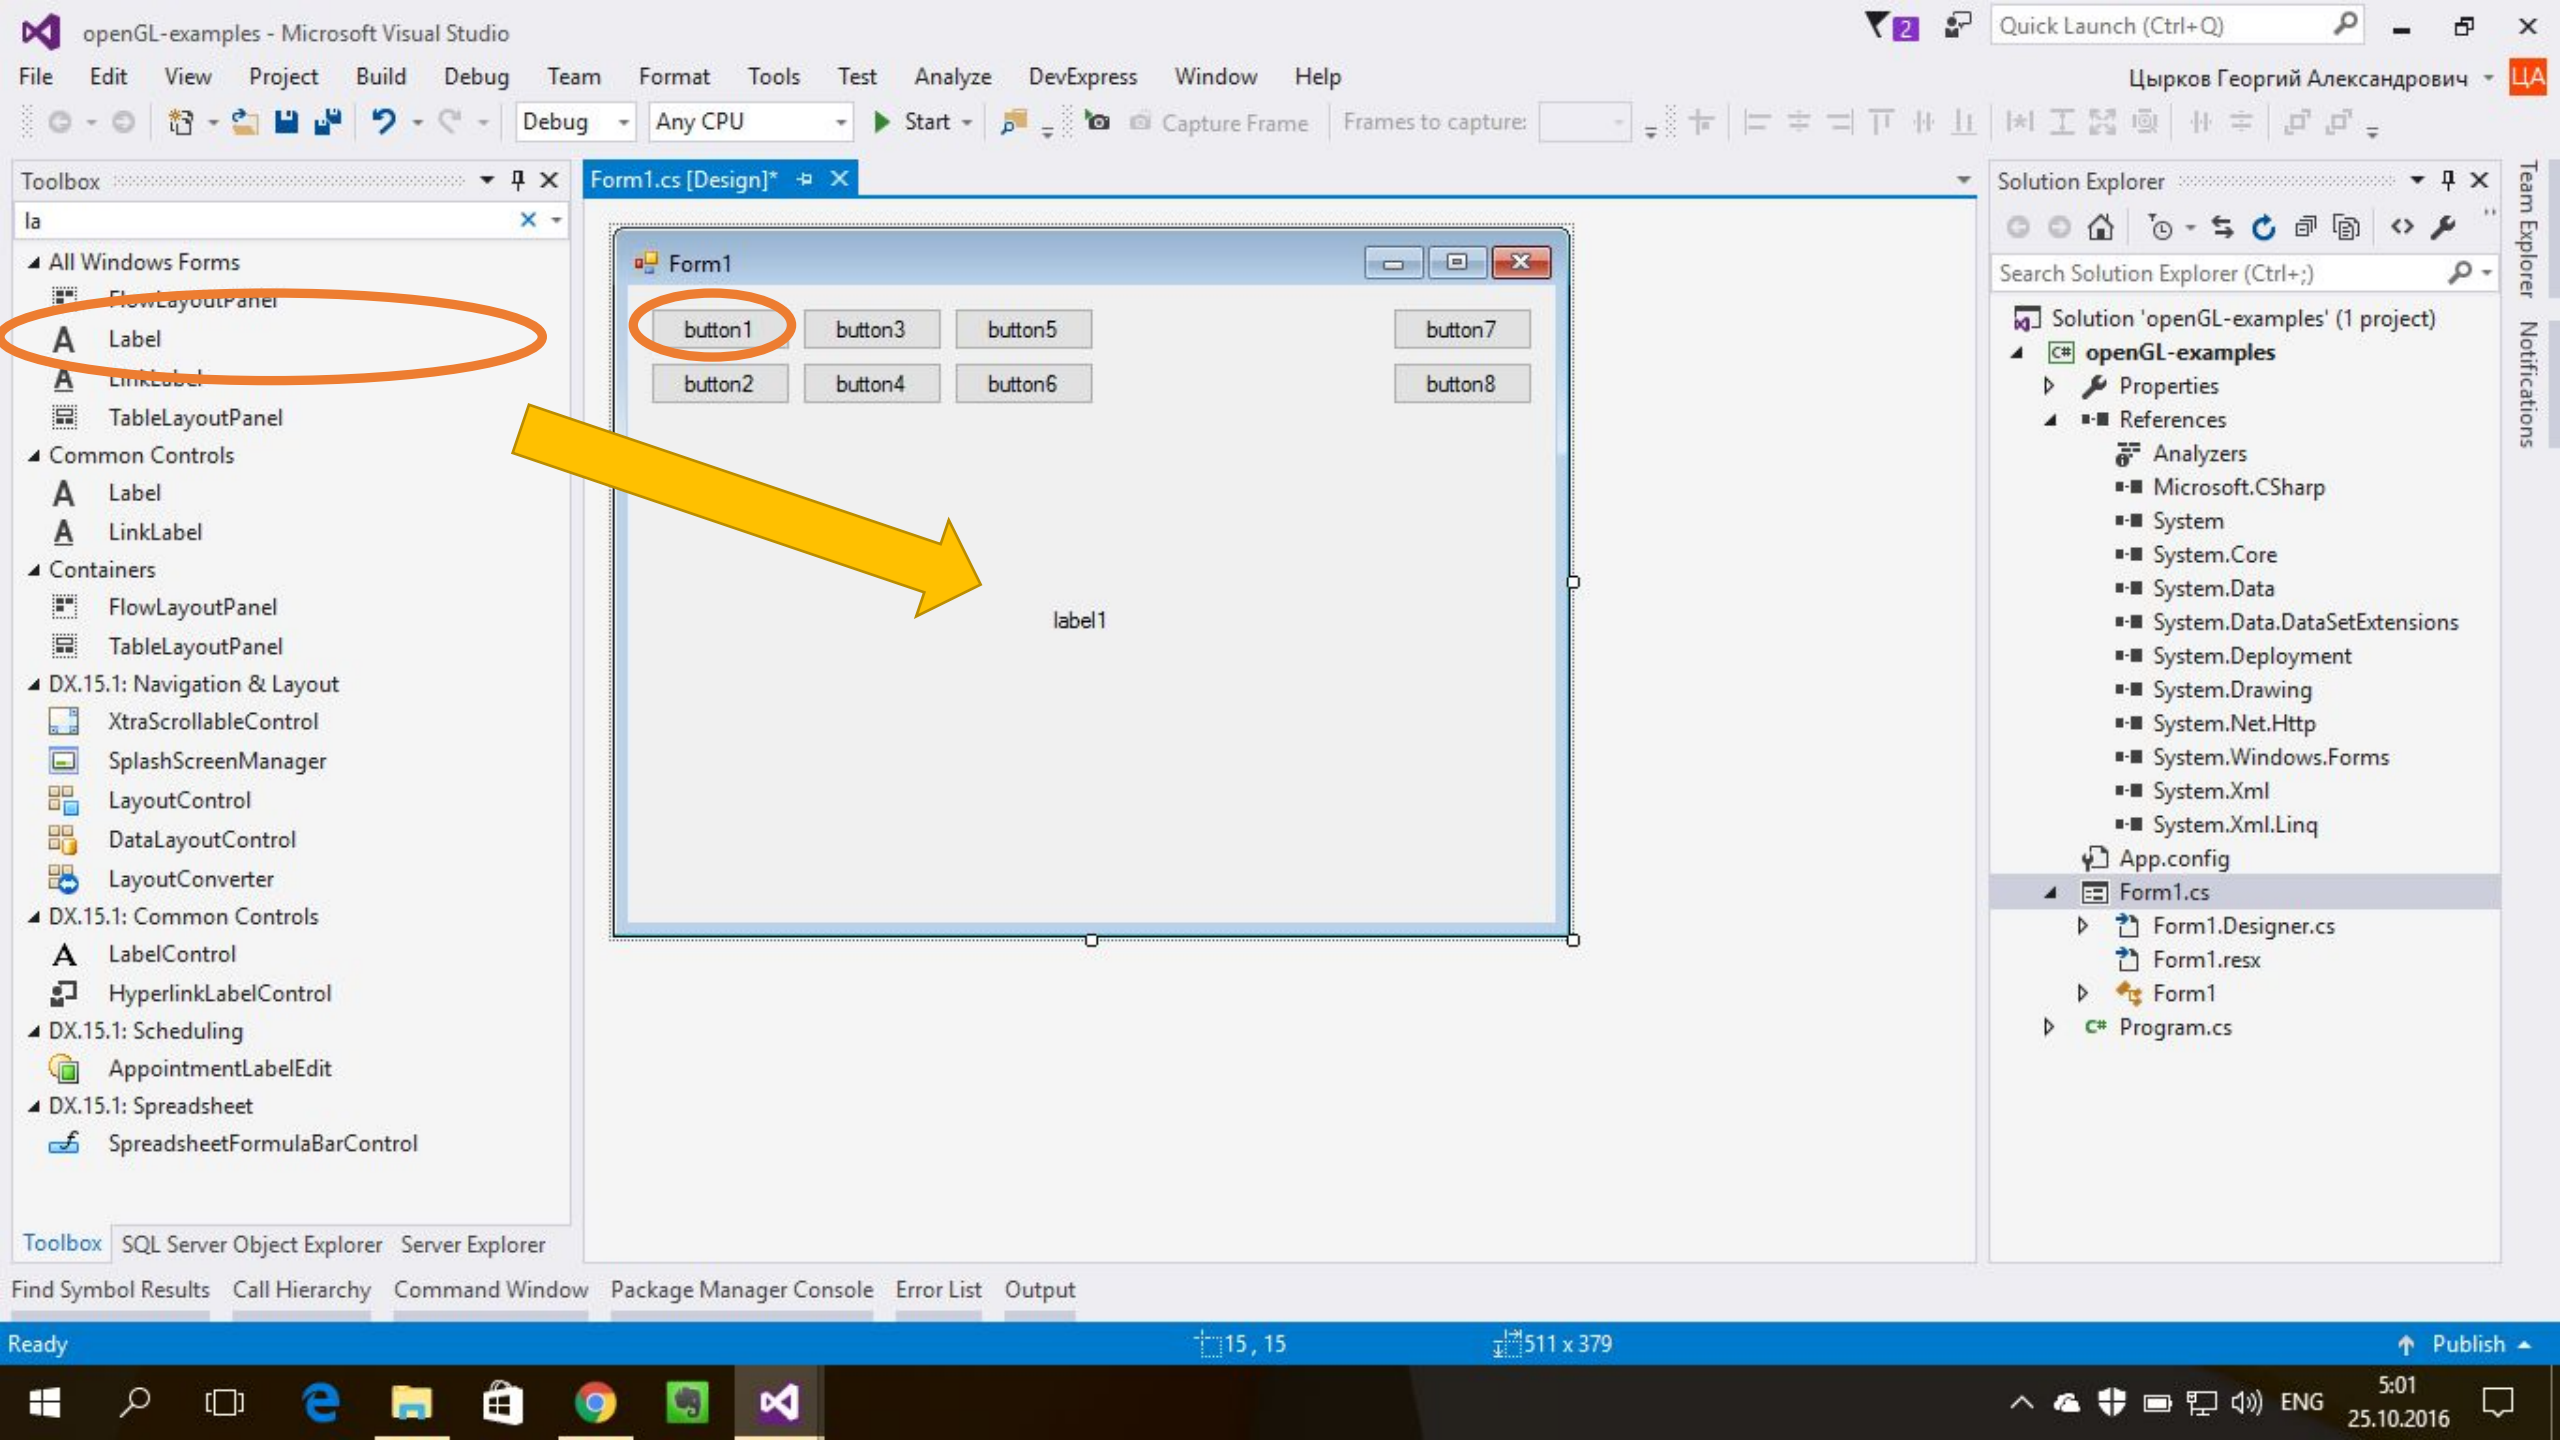 openGL-examples - Microsoft Visual Studio
2
Quick Launch (Ctrl+Q)
File Edit View Project Build Debug Team Format Tools Test Analyze DevExpress Window Help
Цырков Георгий Александрович
ЦА
Debug Any CPU Start Capture Frame Frames to capture:
Toolbox
la
All Windows Forms
FlowLayoutPanel
Label
LinkLabel
TableLayoutPanel
Common Controls
Label
LinkLabel
Containers
FlowLayoutPanel
TableLayoutPanel
DX.15.1: Navigation & Layout
XtraScrollableControl
SplashScreenManager
LayoutControl
DataLayoutControl
LayoutConverter
DX.15.1: Common Controls
LabelControl
HyperlinkLabelControl
DX.15.1: Scheduling
AppointmentLabelEdit
DX.15.1: Spreadsheet
SpreadsheetFormulaBarControl
Toolbox SQL Server Object Explorer Server Explorer
Form1.cs [Design]*
Form1
button1 button3 button5 button7
button2 button4 button6 button8
label1
Solution Explorer
Search Solution Explorer (Ctrl+;)
Solution 'openGL-examples' (1 project)
C# openGL-examples
Properties
References
Analyzers
Microsoft.CSharp
System
System.Core
System.Data
System.Data.DataSetExtensions
System.Deployment
System.Drawing
System.Net.Http
System.Windows.Forms
System.Xml
System.Xml.Linq
App.config
Form1.cs
Form1.Designer.cs
Form1.resx
Form1
C# Program.cs
Team Explorer
Notifications
Find Symbol Results Call Hierarchy Command Window Package Manager Console Error List Output
Ready 15 , 15 511 x 379 Publish
ENG
5:01
25.10.2016